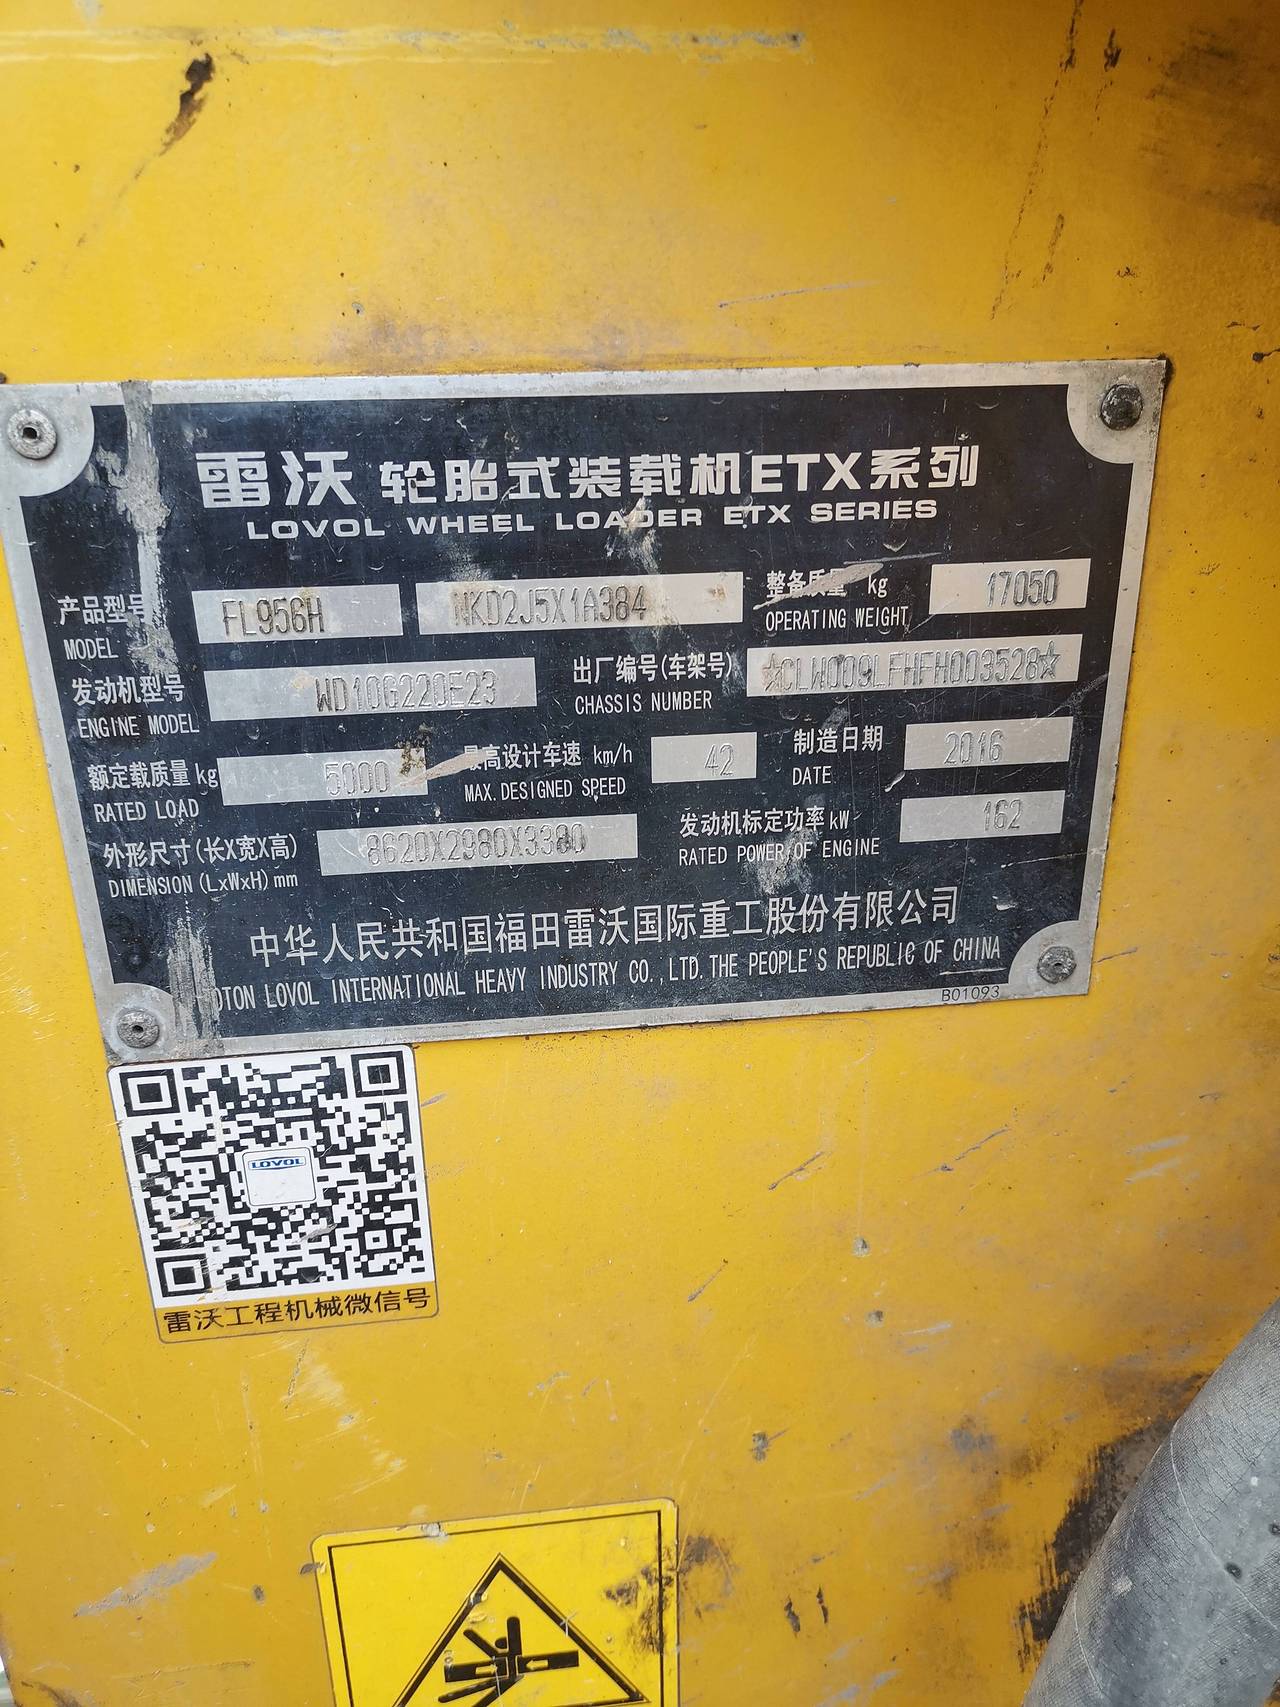 雷沃 轮胎式装载机ETX系列
LOVOL WHEEL LOADER ETX SERIES
产品型号 FL956H NKD2J5X1A384 整备质量 kg 17050
MODEL OPERATING WEIGHT
发动机型号 WD10G220E23 出厂编号(车架号) ☆CLW009LFHFH003528☆
ENGINE MODEL CHASSIS NUMBER
额定载质量 kg 5000 最高设计车速 km/h 42 制造日期 2016
RATED LOAD MAX. DESIGNED SPEED DATE
外形尺寸(长X宽X高) 8620X2980X3380 发动机标定功率 kW 162
DIMENSION (LxWxH) mm RATED POWER OF ENGINE
中华人民共和国福田雷沃国际重工股份有限公司
OTON LOVOL INTERNATIONAL HEAVY INDUSTRY CO., LTD. THE PEOPLE'S REPUBLIC OF CHINA
B01093
LOVOL
雷沃工程机械微信号